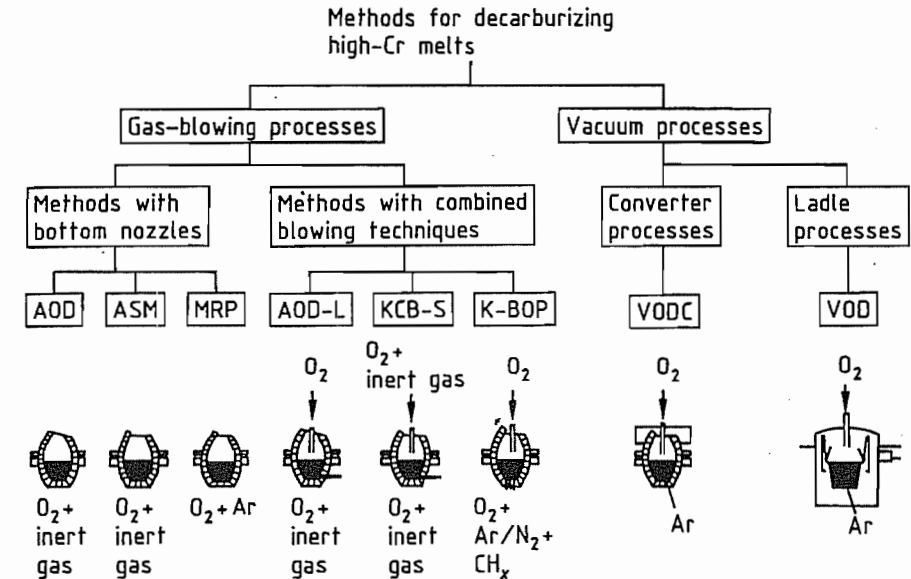 Methods for decarburizing
high-Cr melts
Gas-blowing processes
Vacuum processes
Methods with
bottom nozzles
Methods with combined
blowing techniques
Converter
processes
Ladle
processes
AOD
ASM
MRP
AOD-L
KCB-S
K-BOP
VODC
VOD
O₂
O₂+
inert gas
O₂
O₂
O₂
O₂+
inert
gas
O₂+
inert
gas
O₂+Ar
O₂+
inert
gas
O₂+
inert
gas
O₂+
Ar/N₂+
CHₓ
Ar
Ar